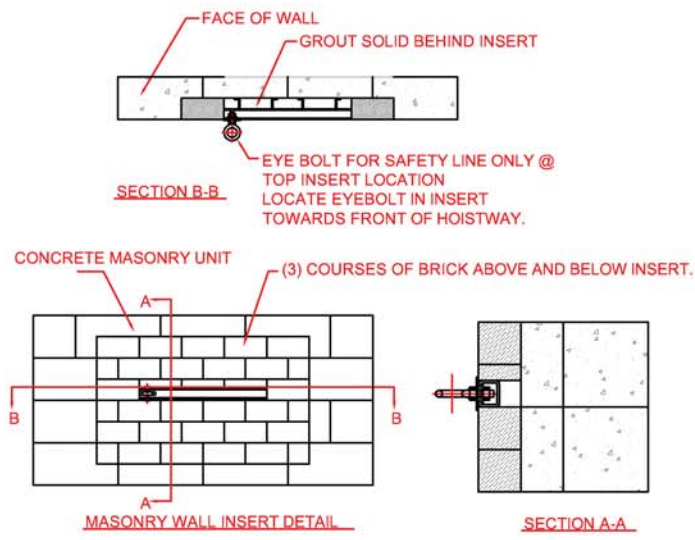 FACE OF WALL
GROUT SOLID BEHIND INSERT
EYE BOLT FOR SAFETY LINE ONLY @
TOP INSERT LOCATION
LOCATE EYEBOLT IN INSERT
TOWARDS FRONT OF HOISTWAY.
SECTION B-B
CONCRETE MASONRY UNIT
(3) COURSES OF BRICK ABOVE AND BELOW INSERT.
A
B
B
A
MASONRY WALL INSERT DETAIL
SECTION A-A